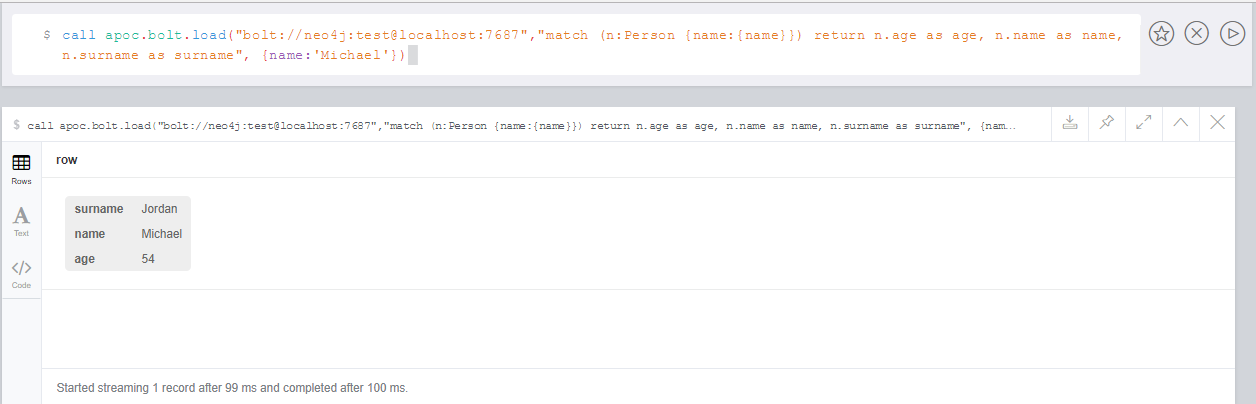 $ call apoc.bolt.load("bolt://neo4j:test@localhost:7687","match (n:Person {name:{name}}) return n.age as age, n.name as name,
n.surname as surname", {name:'Michael'})
$ call apoc.bolt.load("bolt://neo4j:test@localhost:7687","match (n:Person {name:{name}}) return n.age as age, n.name as name, n.surname as surname", {nam…
Rows
row
surname Jordan
name Michael
age 54
A
Text
</>
Code
Started streaming 1 record after 99 ms and completed after 100 ms.